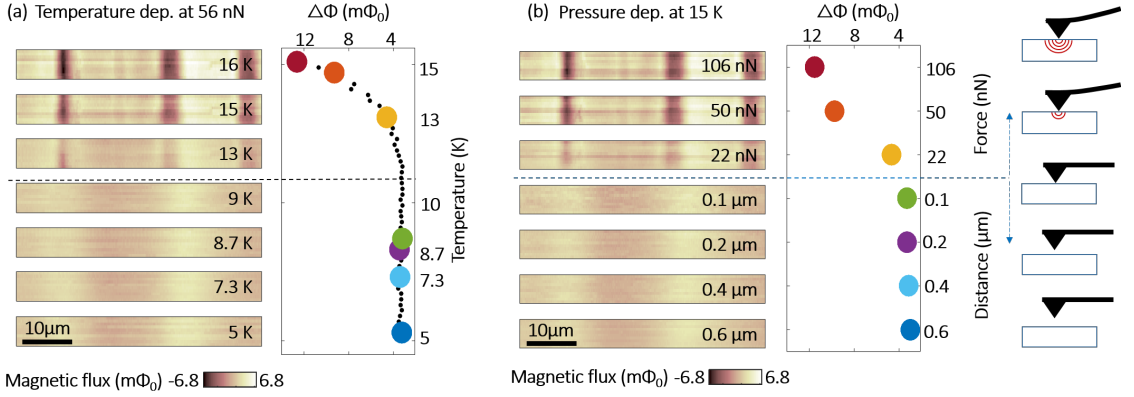 (a) Temperature dep. at 56 nN
ΔΦ (mΦ₀)
12 8 4
16 K
15 K
13 K
9 K
8.7 K
7.3 K
5 K
10μm
15
13
10
8.7
7.3
5
Temperature (K)
Magnetic flux (mΦ₀) -6.8 6.8
(b) Pressure dep. at 15 K
ΔΦ (mΦ₀)
12 8 4
106 nN
50 nN
22 nN
0.1 μm
0.2 μm
0.4 μm
0.6 μm
10μm
106
50
22
0.1
0.2
0.4
0.6
Force (nN)
Distance (μm)
Magnetic flux (mΦ₀) -6.8 6.8